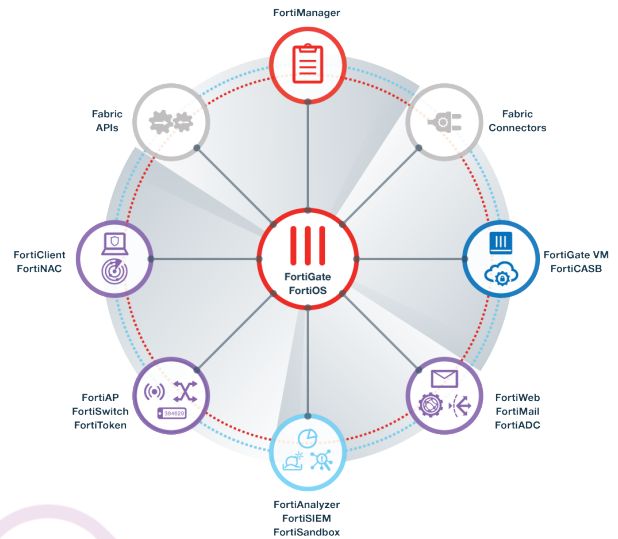 FortiManager
Fabric
APIs
Fabric
Connectors
FortiClient
FortiNAC
FortiGate
FortiOS
FortiGate VM
FortiCASB
FortiAP
FortiSwitch
FortiToken
384629
FortiWeb
FortiMail
FortiADC
FortiAnalyzer
FortiSIEM
FortiSandbox